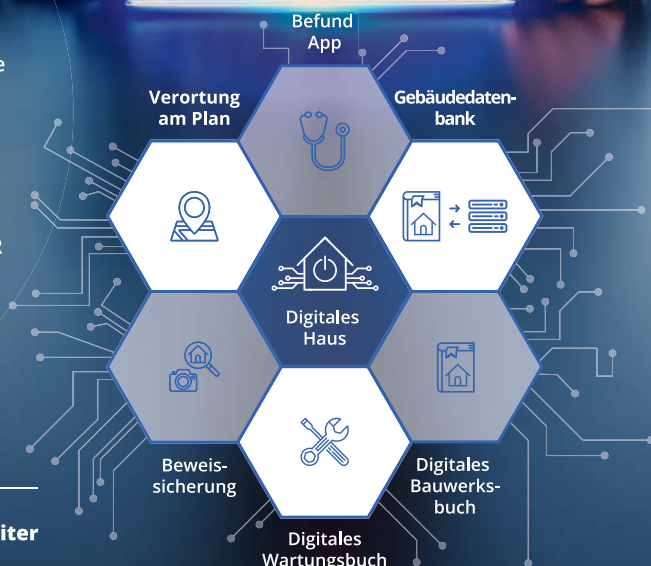 Befund
App
e
Verortung
am Plan
Gebäudedaten-
bank
R
Digitales
Haus
Beweis-
sicherung
Digitales
Bauwerks-
buch
iter
Digitales
Wartungsbuch